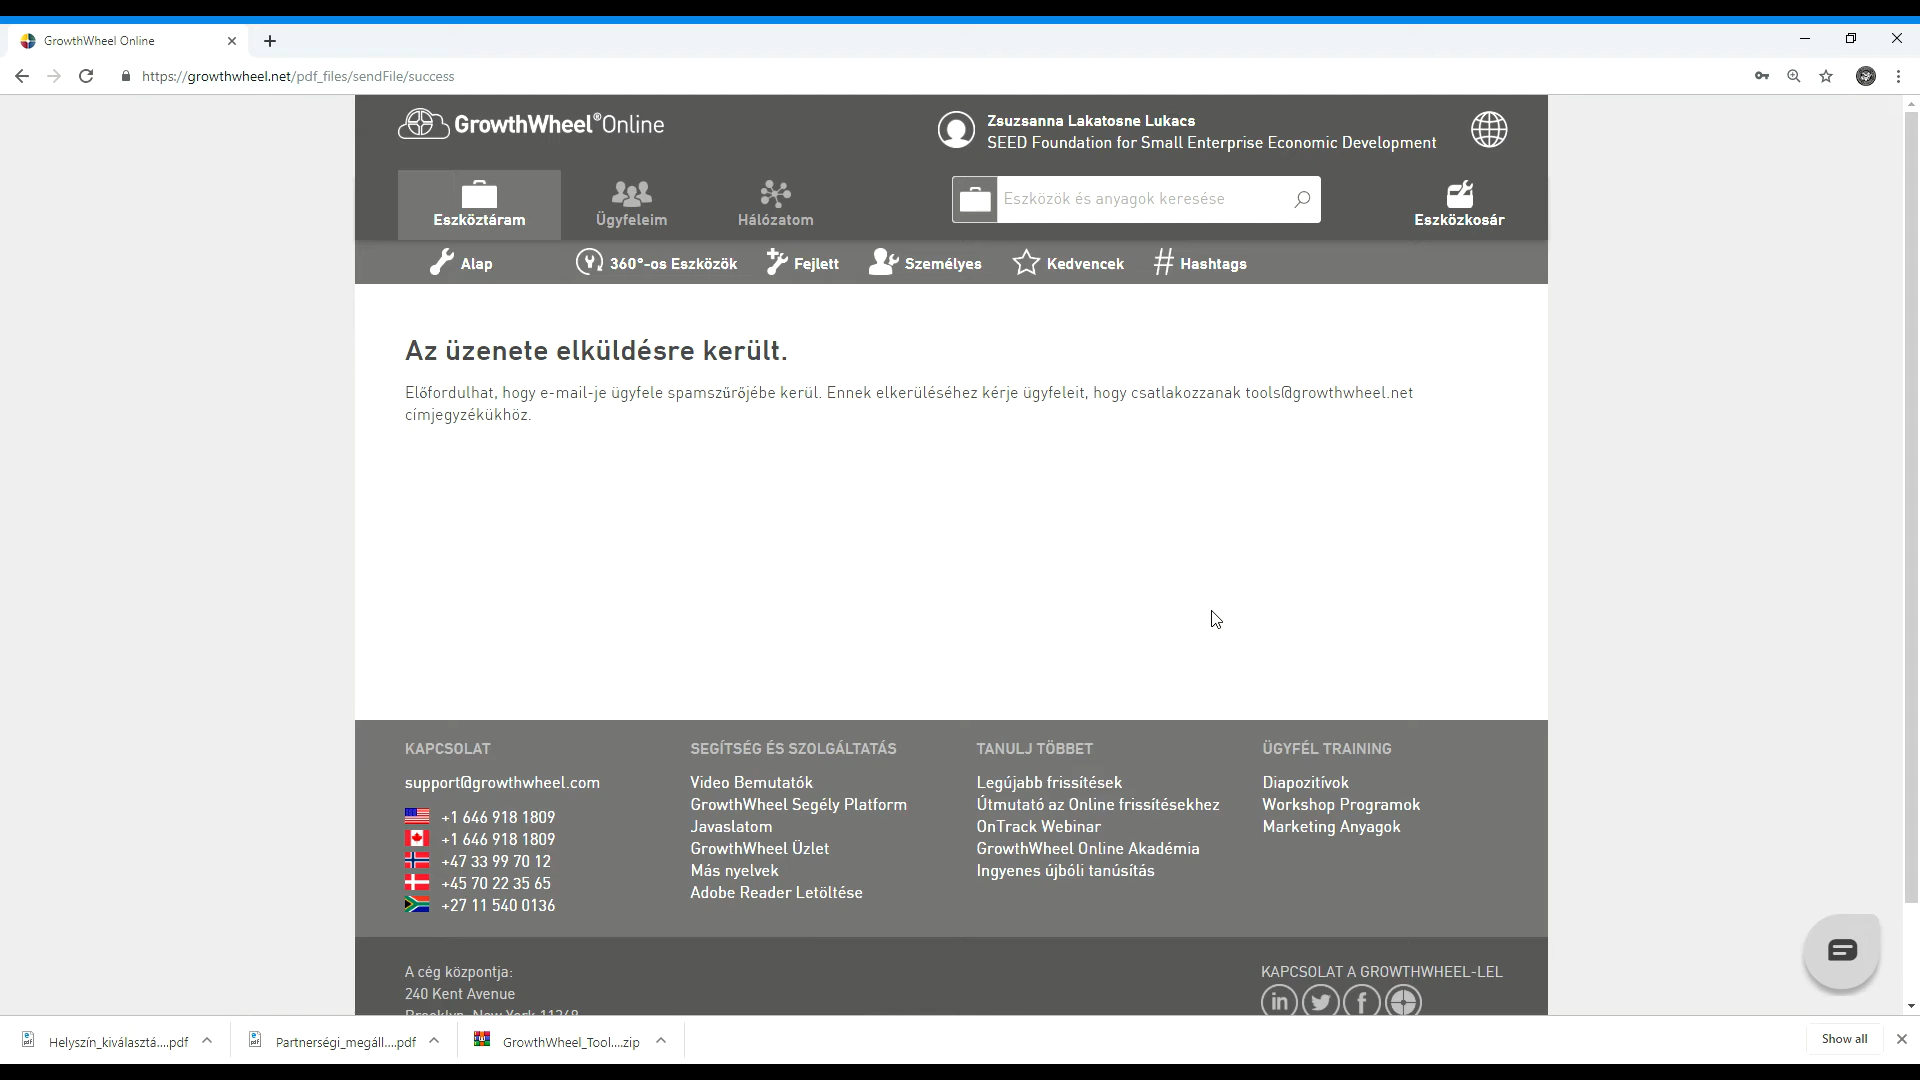 GrowthWheel Online
https://growthwheel.net/pdf_files/sendFile/success
GrowthWheel®Online
Zsuzsanna Lakatosne Lukacs
SEED Foundation for Small Enterprise Economic Development
Eszköztáram
Ügyfeleim
Hálózatom
Eszközök és anyagok keresése
Eszközkosár
Alap
360°-os Eszközök
Fejlett
Személyes
Kedvencek
# Hashtags
Az üzenete elküldésre került.
Előfordulhat, hogy e-mail-je ügyfele spamszűrőjébe kerül. Ennek elkerüléséhez kérje ügyfeleit, hogy csatlakozzanak tools@growthwheel.net
címjegyzékükhöz.
KAPCSOLAT
support@growthwheel.com
+1 646 918 1809
+1 646 918 1809
+47 33 99 70 12
+45 70 22 35 65
+27 11 540 0136
SEGÍTSÉG ÉS SZOLGÁLTATÁS
Video Bemutatók
GrowthWheel Segély Platform
Javaslatom
GrowthWheel Üzlet
Más nyelvek
Adobe Reader Letöltése
TANULJ TÖBBET
Legújabb frissítések
Útmutató az Online frissítésekhez
OnTrack Webinar
GrowthWheel Online Akadémia
Ingyenes újbóli tanúsítás
ÜGYFÉL TRAINING
Diapozitívok
Workshop Programok
Marketing Anyagok
A cég központja:
240 Kent Avenue
Brooklyn, New York 11249
KAPCSOLAT A GROWTHWHEEL-LEL
Helyszín_kiválasztá....pdf
Partnerségi_megáll....pdf
GrowthWheel_Tool....zip
Show all